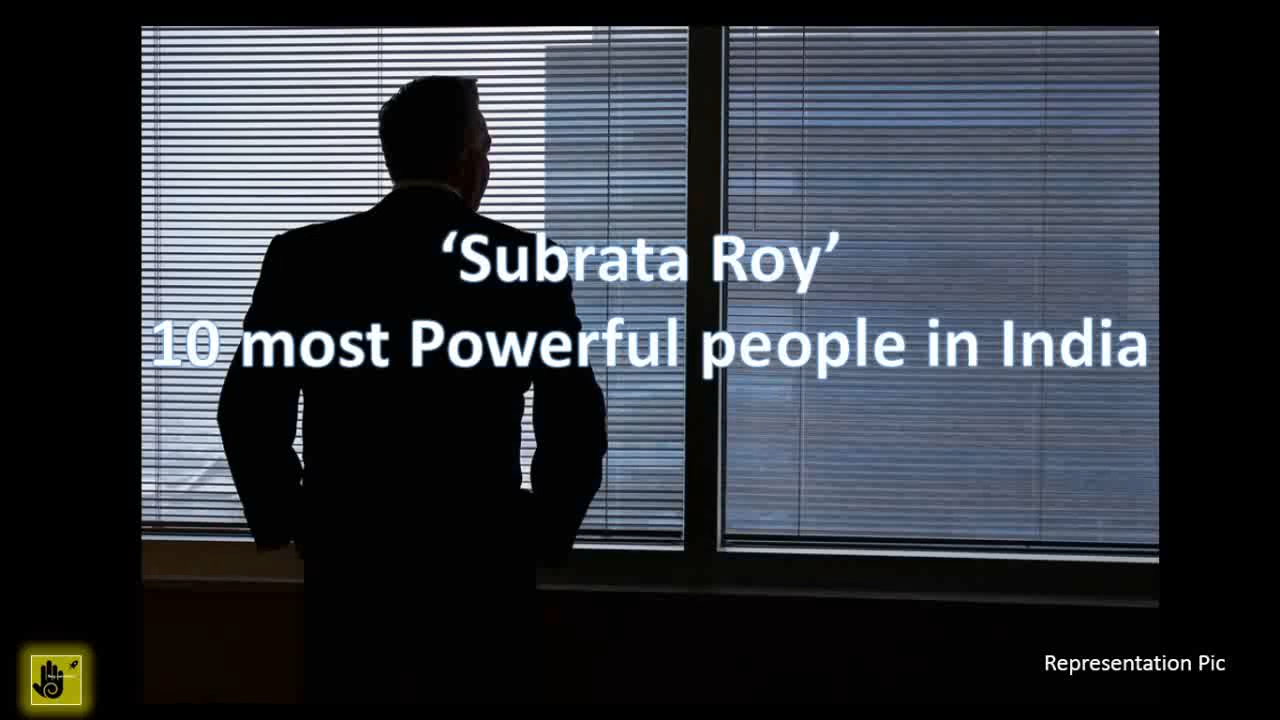 ‘Subrata Roy’
10 most Powerful people in India
Representation Pic